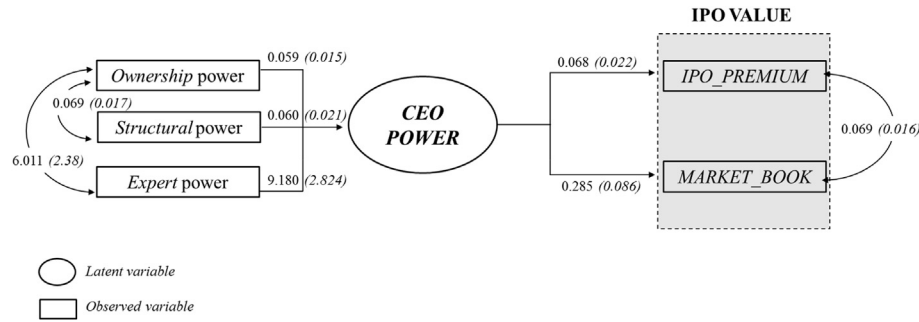 IPO VALUE
0.059 (0.015)
Ownership power
0.069 (0.017)
Structural power
0.060 (0.021)
6.011 (2.38)
Expert power
9.180 (2.824)
CEO
POWER
0.068 (0.022)
IPO_PREMIUM
0.069 (0.016)
MARKET_BOOK
0.285 (0.086)
Latent variable
Observed variable